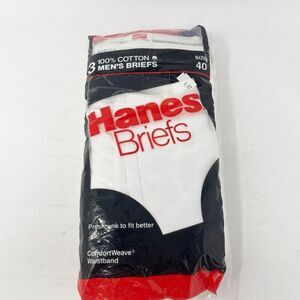 3 100% COTTON
MEN'S BRIEFS
SIZE
40
Hanes
Briefs
Preshrunk to fit better
ComfortWeave®
Waistband